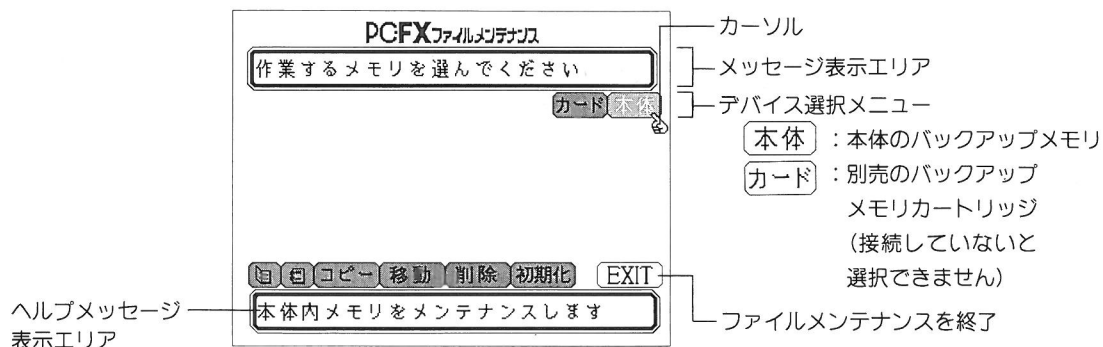 PCFXファイルメンテナンス
作業するメモリを選んでください
カード 本体
コピー 移動 削除 初期化 EXIT
本体内メモリをメンテナンスします
カーソル
メッセージ表示エリア
デバイス選択メニュー
本体：本体のバックアップメモリ
カード：別売のバックアップ
メモリカートリッジ
（接続していないと
選択できません）
ファイルメンテナンスを終了
ヘルプメッセージ
表示エリア